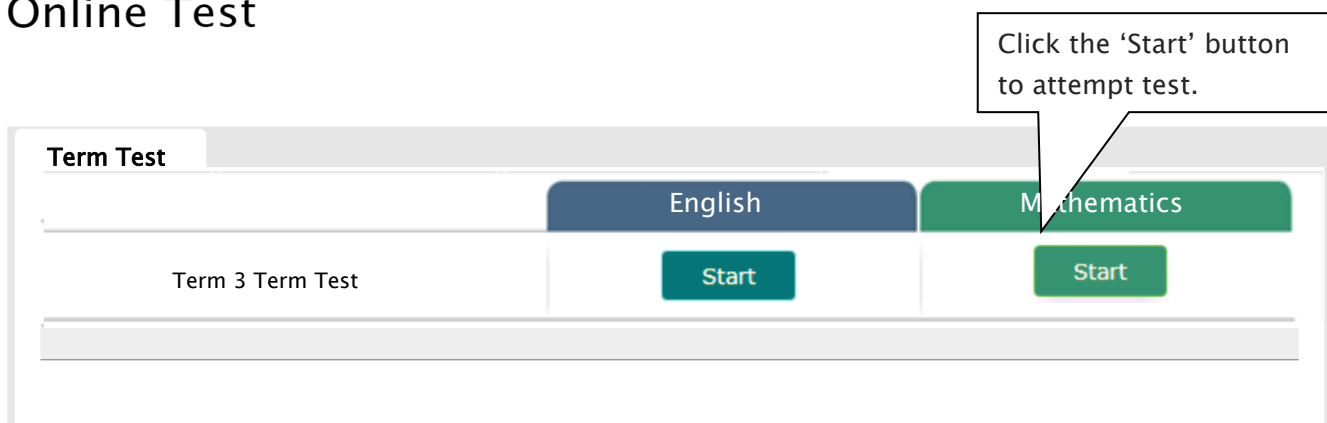 Online Test
Click the ‘Start’ button
to attempt test.
Term Test
English
Mathematics
Term 3 Term Test
Start
Start